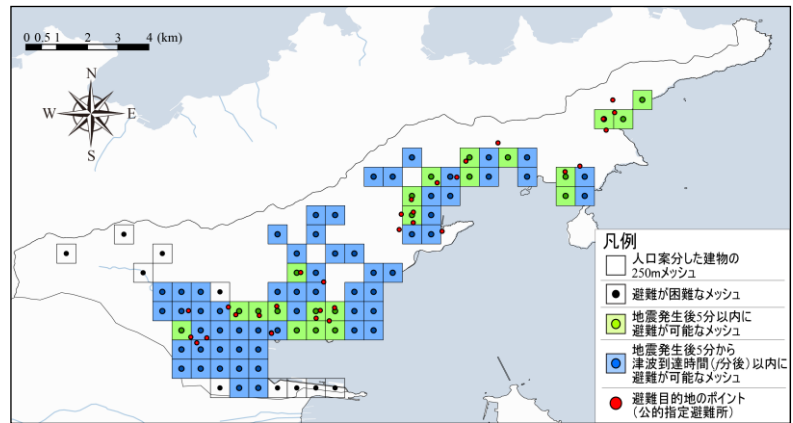 0 0.5 1 2 3 4 (km)
N
W E
S
凡例
人口案分した建物の
250mメッシュ
避難が困難なメッシュ
地震発生後5分以内に
避難が可能なメッシュ
地震発生後5分から
津波到達時間(/分後)以内に
避難が可能なメッシュ
避難目的地のポイント
(公的指定避難所)